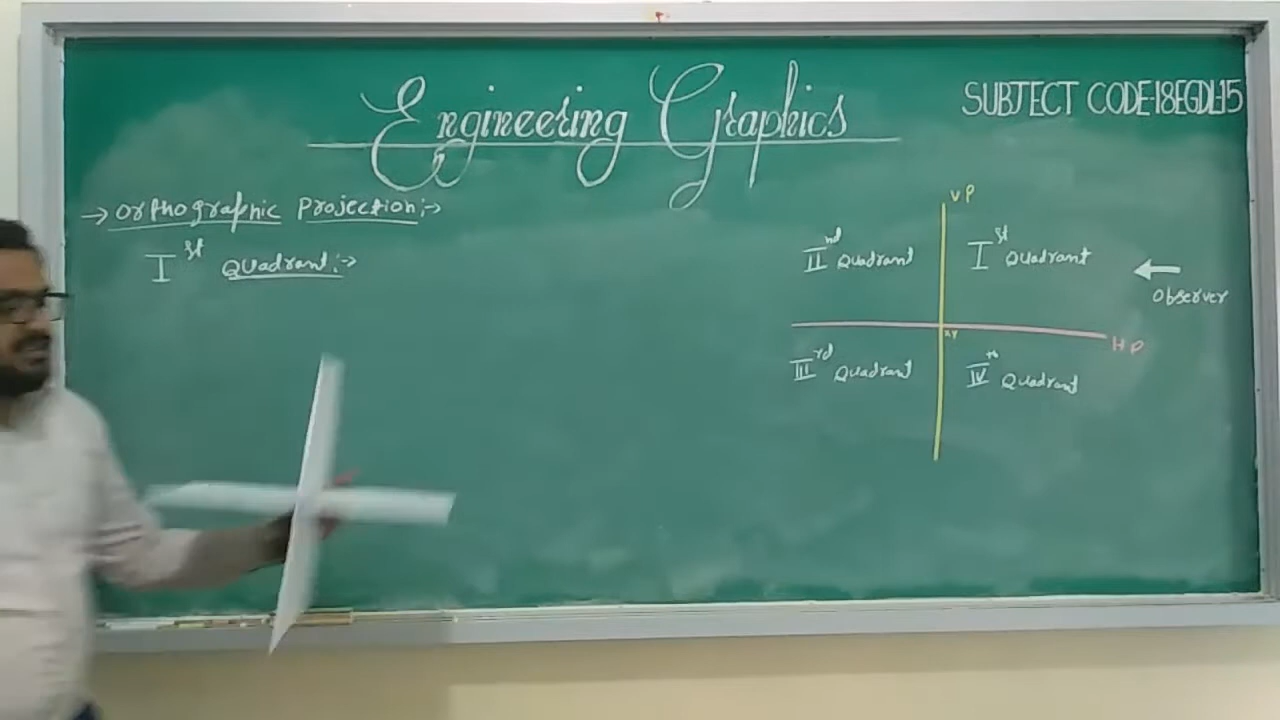 Engineering Graphics
SUBJECT CODE-18EGDL15
→ Orthographic Projection:→
Ist Quadrant:→
VP
IInd Quadrant
Ist Quadrant
Observer
XY
HP
IIIrd Quadrant
IVth Quadrant